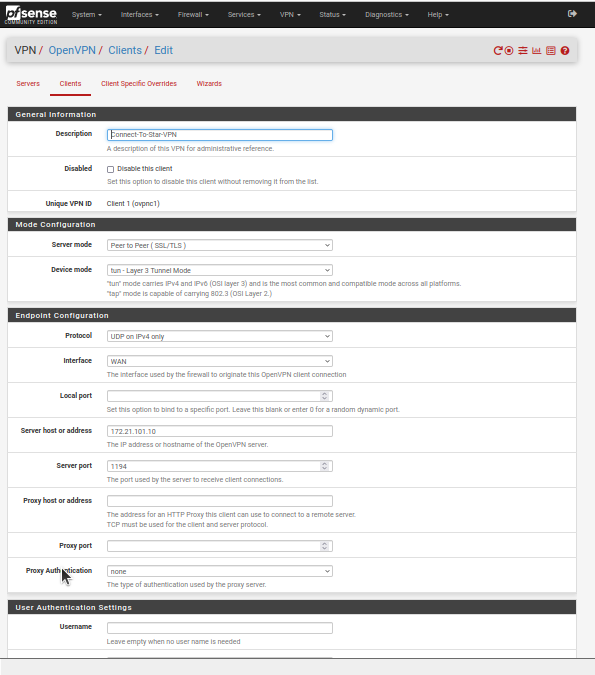 pfsense
COMMUNITY EDITION
System
Interfaces
Firewall
Services
VPN
Status
Diagnostics
Help
VPN / OpenVPN / Clients / Edit
Servers
Clients
Client Specific Overrides
Wizards
General Information
Description
Connect-To-Star-VPN
A description of this VPN for administrative reference.
Disabled
Disable this client
Set this option to disable this client without removing it from the list.
Unique VPN ID
Client 1 (ovpnc1)
Mode Configuration
Server mode
Peer to Peer ( SSL/TLS )
Device mode
tun - Layer 3 Tunnel Mode
"tun" mode carries IPv4 and IPv6 (OSI layer 3) and is the most common and compatible mode across all platforms.
"tap" mode is capable of carrying 802.3 (OSI Layer 2.)
Endpoint Configuration
Protocol
UDP on IPv4 only
Interface
WAN
The interface used by the firewall to originate this OpenVPN client connection
Local port
Set this option to bind to a specific port. Leave this blank or enter 0 for a random dynamic port.
Server host or address
172.21.101.10
The IP address or hostname of the OpenVPN server.
Server port
1194
The port used by the server to receive client connections.
Proxy host or address
The address for an HTTP Proxy this client can use to connect to a remote server.
TCP must be used for the client and server protocol.
Proxy port
Proxy Authentication
none
The type of authentication used by the proxy server.
User Authentication Settings
Username
Leave empty when no user name is needed